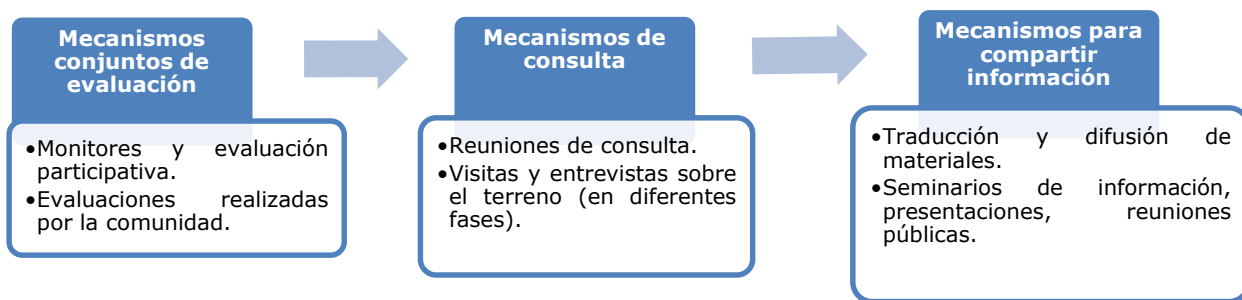 Mecanismos
conjuntos de
evaluación
•Monitores y evaluación
participativa.
•Evaluaciones realizadas
por la comunidad.
Mecanismos de
consulta
•Reuniones de consulta.
•Visitas y entrevistas sobre
el terreno (en diferentes
fases).
Mecanismos para
compartir
información
•Traducción y difusión de
materiales.
•Seminarios de información,
presentaciones, reuniones
públicas.